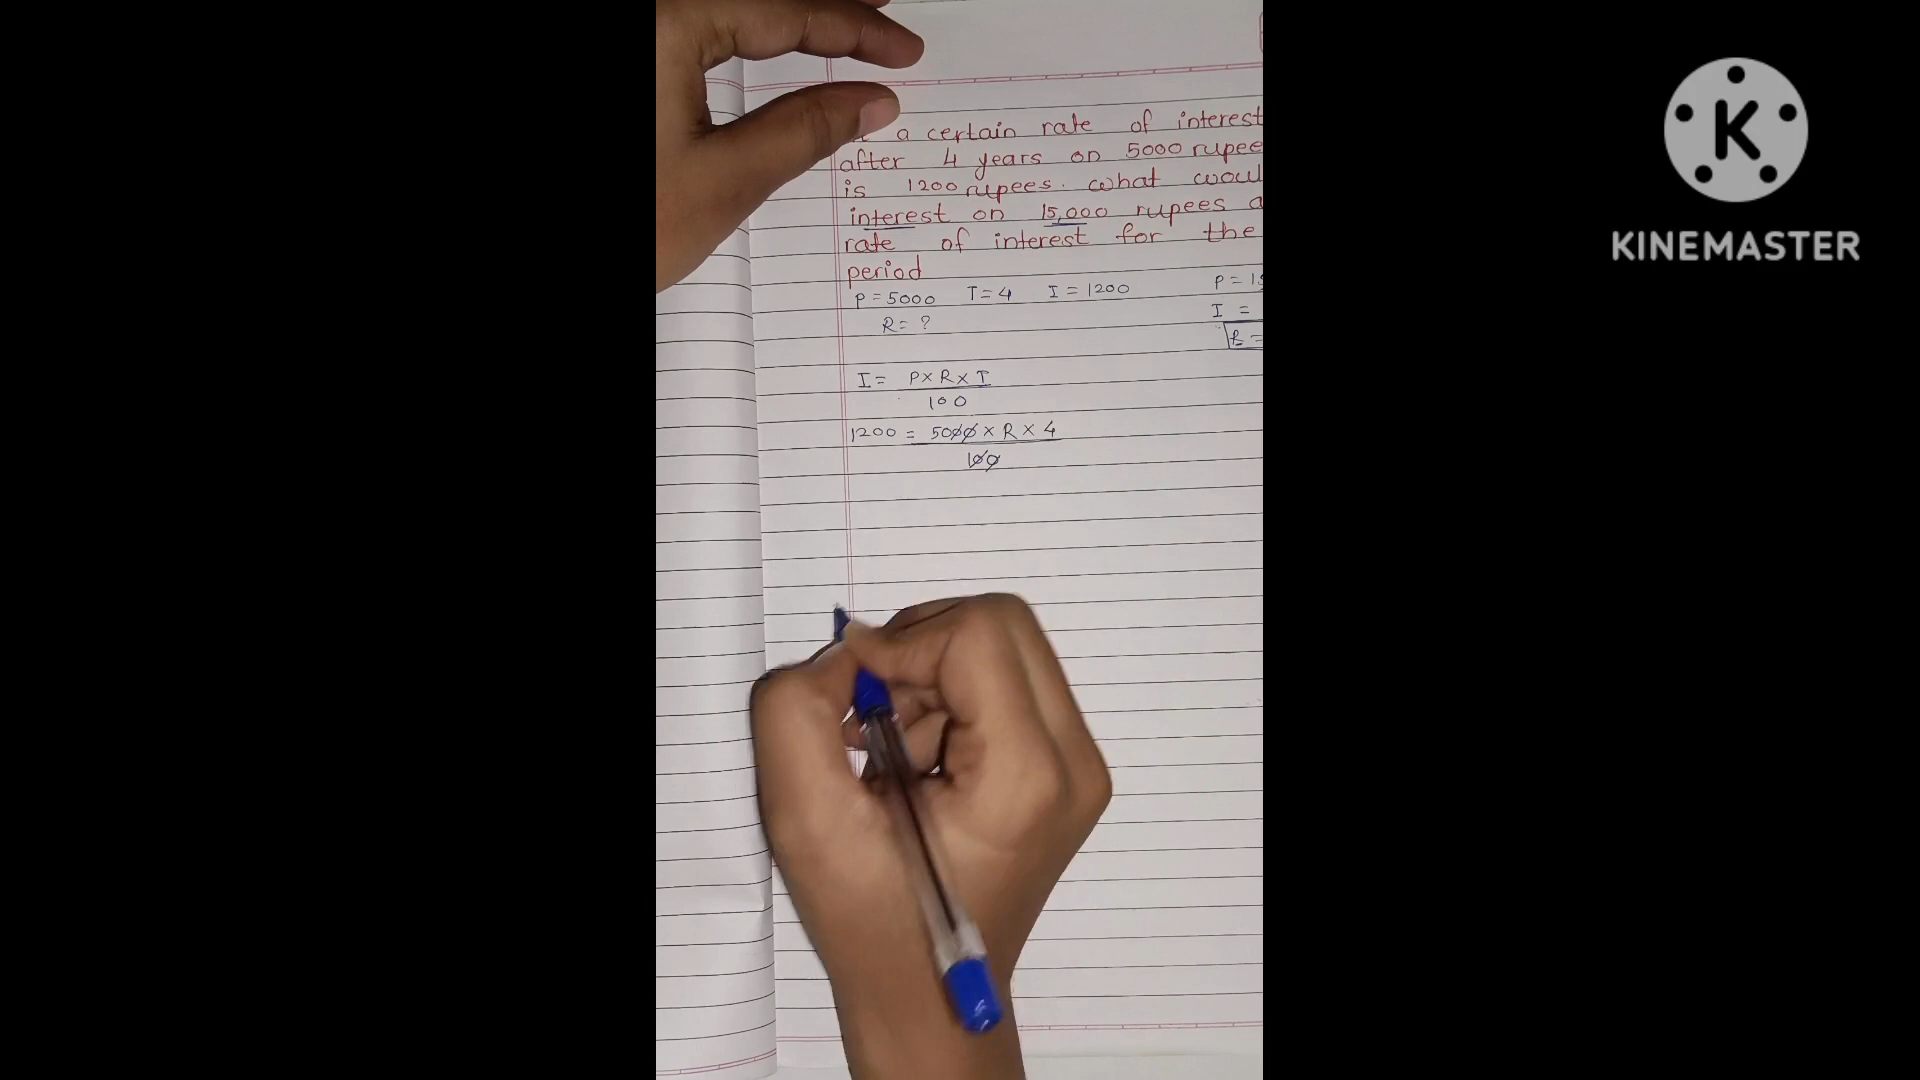 a certain rate of interest
after 4 years on 5000 rupee
is 1200 rupees. what woul
interest on 15,000 rupees a
rate of interest for the
period
P = 5000 T = 4 I = 1200
R = ?
P = 15
I =
R =
I = P × R × T
100
1200 = 5000 × R × 4
100
K
KINEMASTER